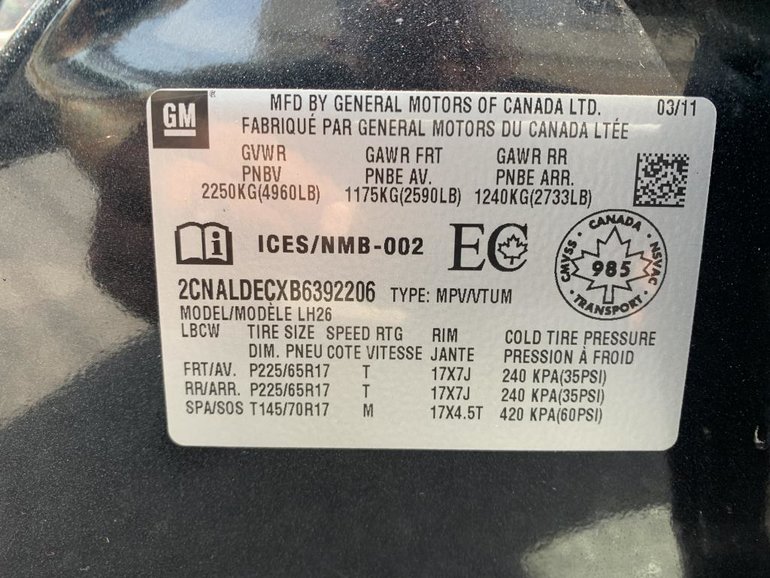 GM
MFD BY GENERAL MOTORS OF CANADA LTD. 03/11
FABRIQUÉ PAR GENERAL MOTORS DU CANADA LTÉE
GVWR GAWR FRT GAWR RR
PNBV PNBE AV. PNBE ARR.
2250KG(4960LB) 1175KG(2590LB) 1240KG(2733LB)
i ICES/NMB-002 EC
CANADA
CMVSS 985 NSVAC
TRANSPORT
2CNALDECXB6392206 TYPE: MPV/VTUM
MODEL/MODÈLE LH26
LBCW TIRE SIZE SPEED RTG RIM COLD TIRE PRESSURE
DIM. PNEU COTE VITESSE JANTE PRESSION À FROID
FRT/AV. P225/65R17 T 17X7J 240 KPA(35PSI)
RR/ARR. P225/65R17 T 17X7J 240 KPA(35PSI)
SPA/SOS T145/70R17 M 17X4.5T 420 KPA(60PSI)